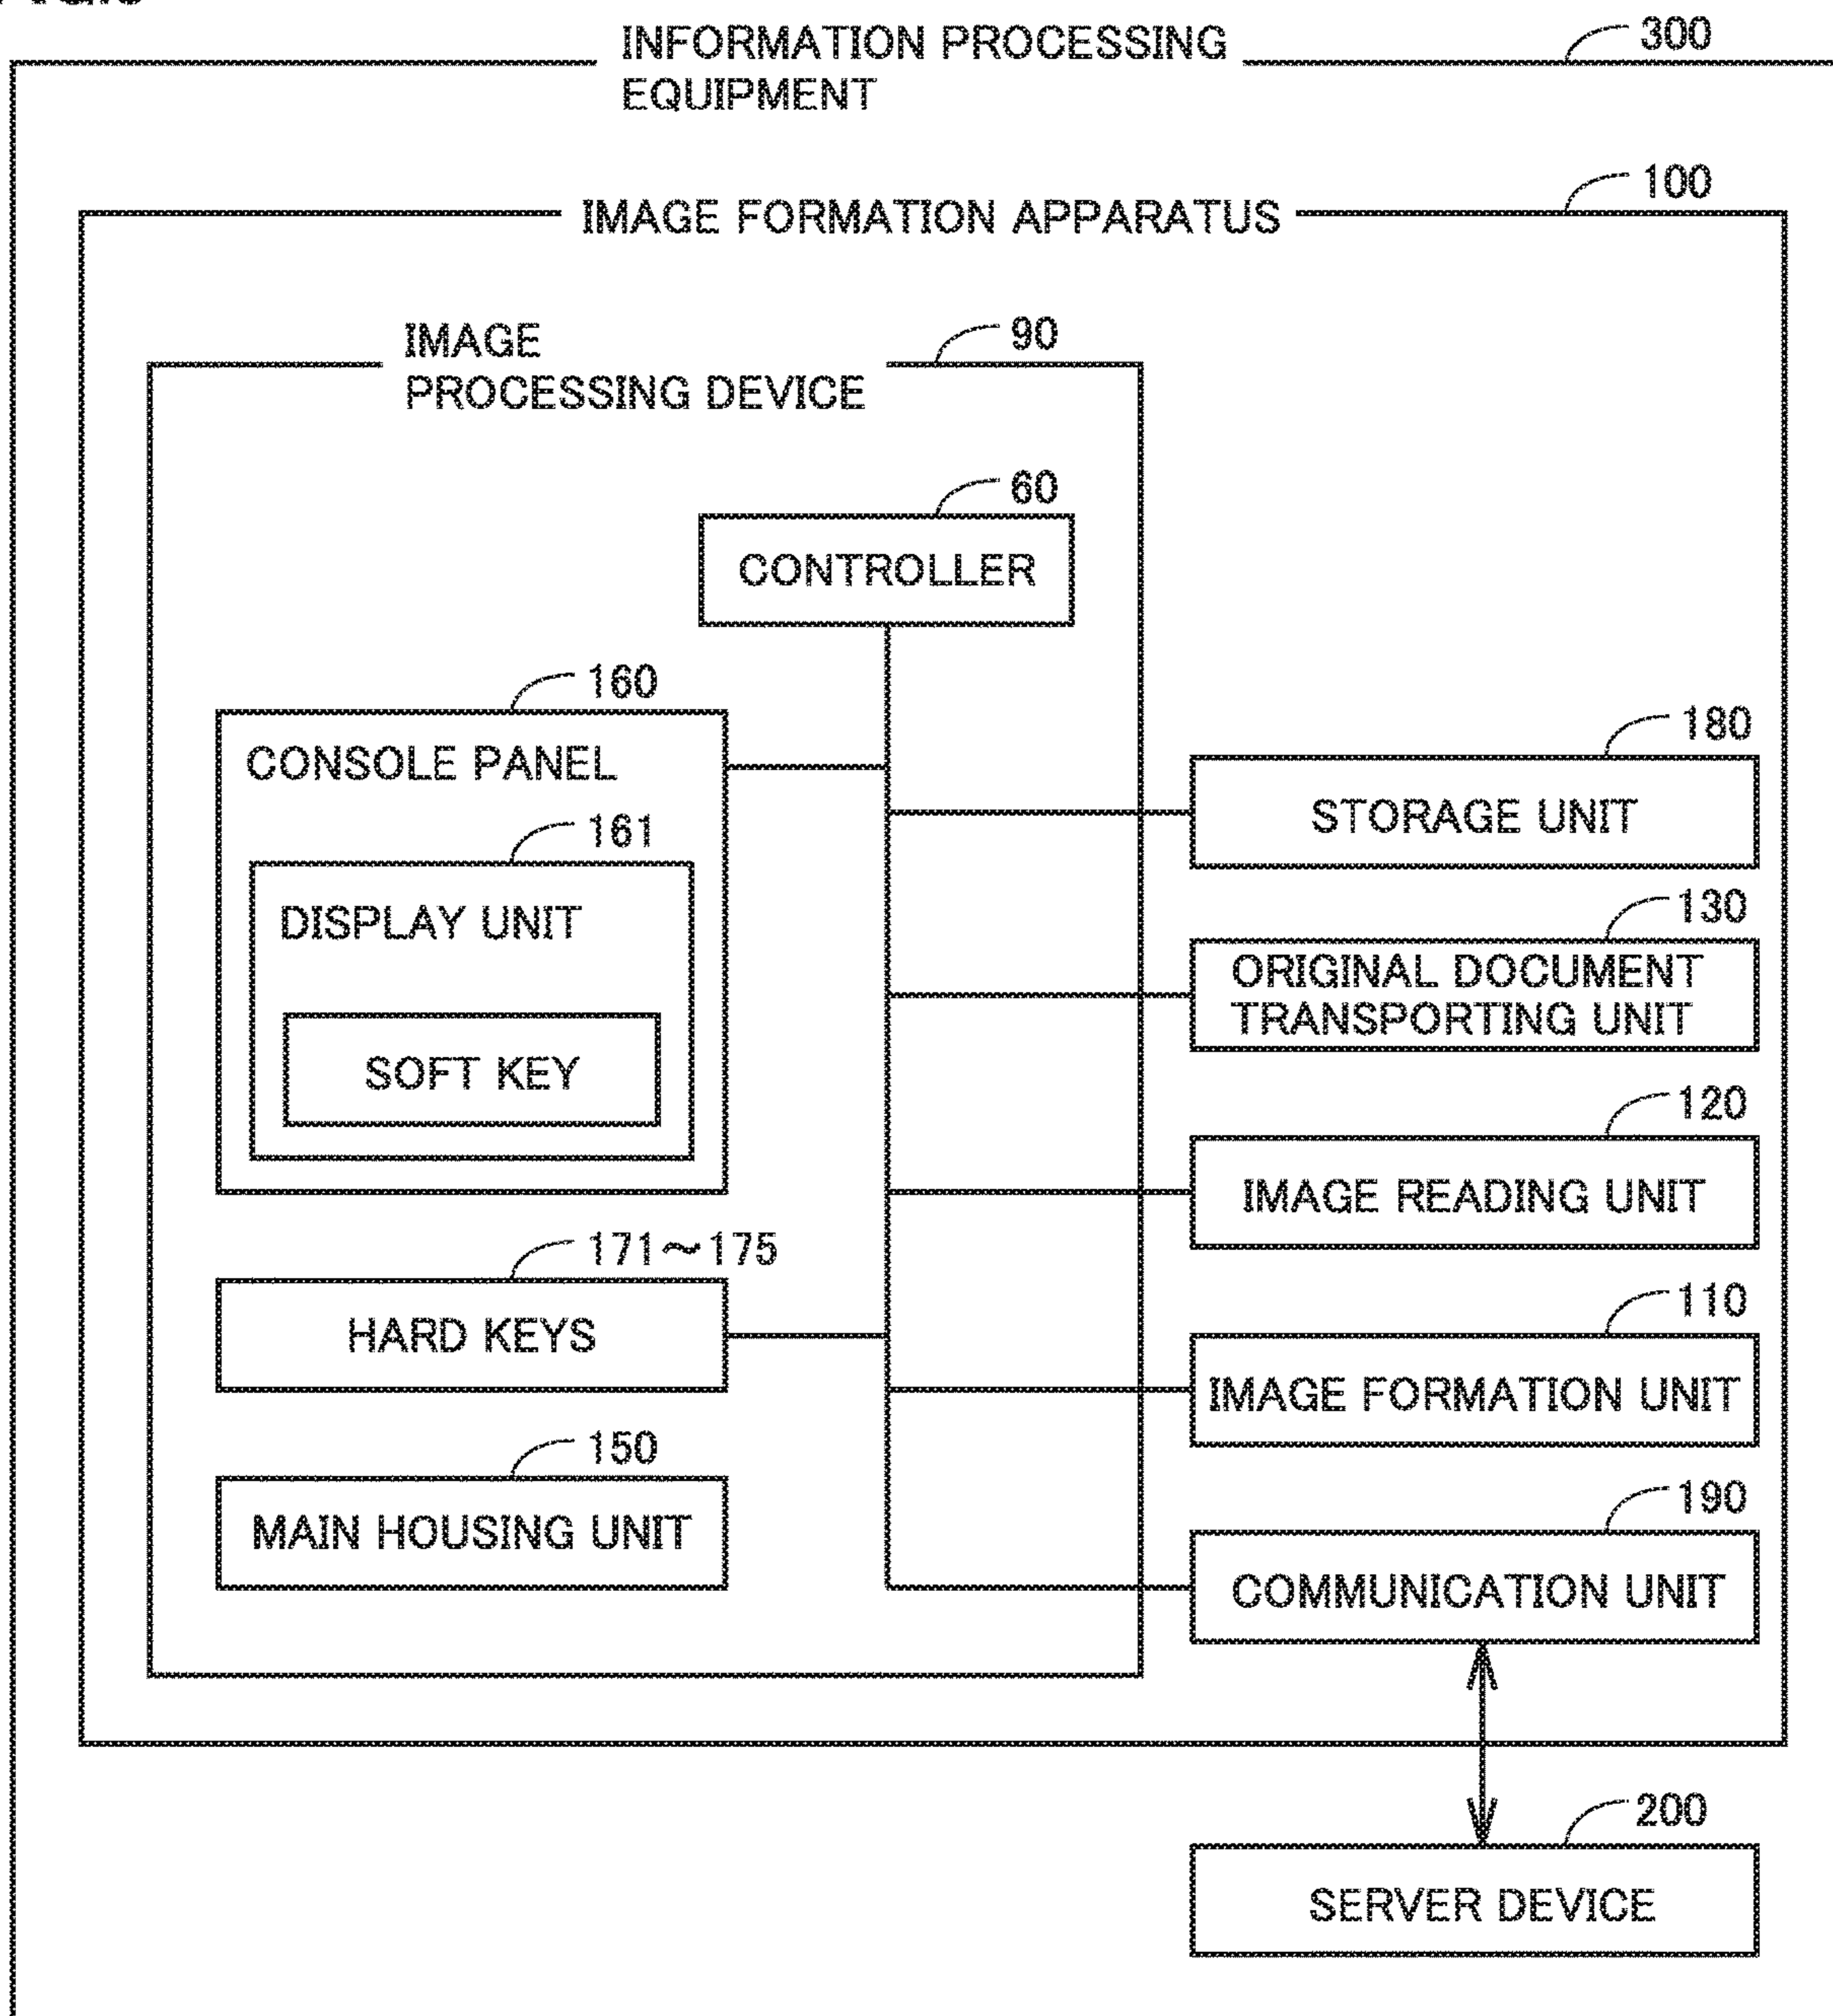 INFORMATION PROCESSING
EQUIPMENT
300
IMAGE FORMATION APPARATUS
100
IMAGE
PROCESSING DEVICE
90
60
CONTROLLER
160
CONSOLE PANEL
161
DISPLAY UNIT
SOFT KEY
171～175
HARD KEYS
150
MAIN HOUSING UNIT
180
STORAGE UNIT
130
ORIGINAL DOCUMENT
TRANSPORTING UNIT
120
IMAGE READING UNIT
110
IMAGE FORMATION UNIT
190
COMMUNICATION UNIT
200
SERVER DEVICE